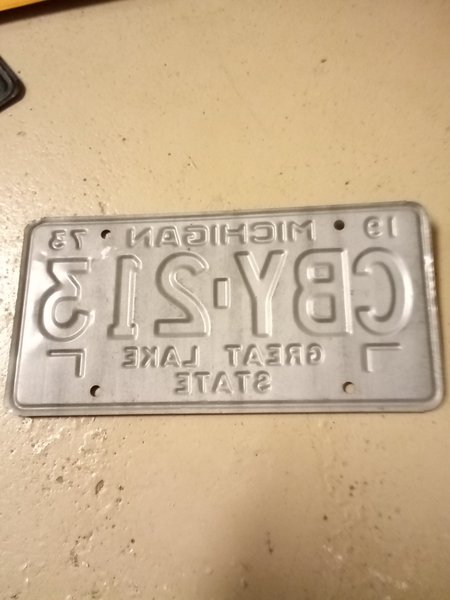 19 MICHIGAN 73
CBY-213
GREAT LAKE
STATE